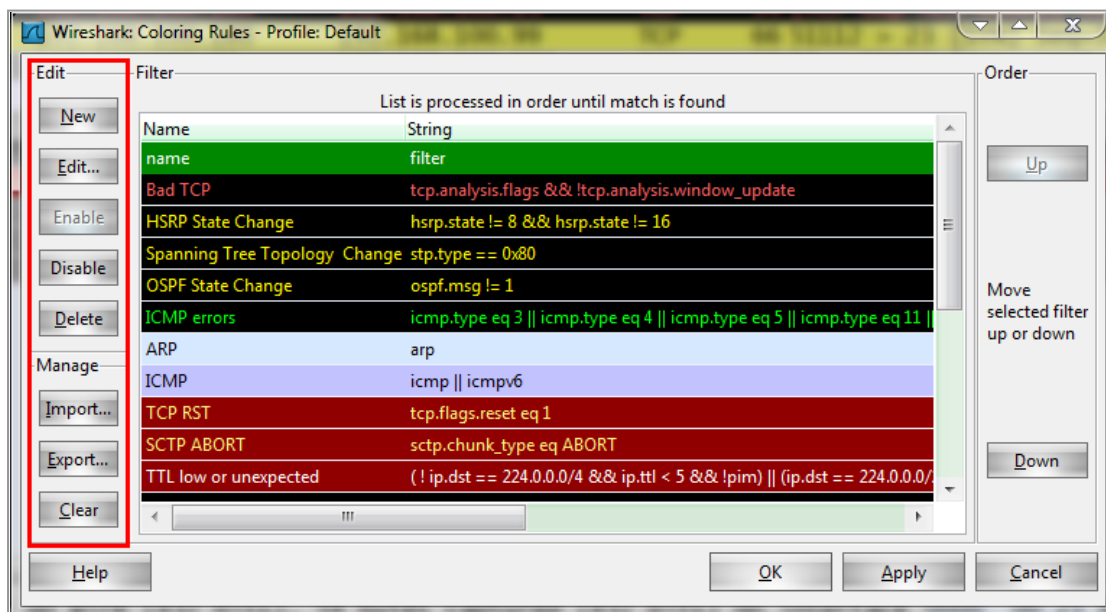 Wireshark: Coloring Rules - Profile: Default
Edit
New
Edit...
Enable
Disable
Delete
Manage
Import...
Export...
Clear
Filter
List is processed in order until match is found
Name String
name filter
Bad TCP tcp.analysis.flags && !tcp.analysis.window_update
HSRP State Change hsrp.state != 8 && hsrp.state != 16
Spanning Tree Topology  Change stp.type == 0x80
OSPF State Change ospf.msg != 1
ICMP errors icmp.type eq 3 || icmp.type eq 4 || icmp.type eq 5 || icmp.type eq 11 ||
ARP arp
ICMP icmp || icmpv6
TCP RST tcp.flags.reset eq 1
SCTP ABORT sctp.chunk_type eq ABORT
TTL low or unexpected ( ! ip.dst == 224.0.0.0/4 && ip.ttl < 5 && !pim) || (ip.dst == 224.0.0.0/
Order
Up
Move
selected filter
up or down
Down
Help
OK
Apply
Cancel